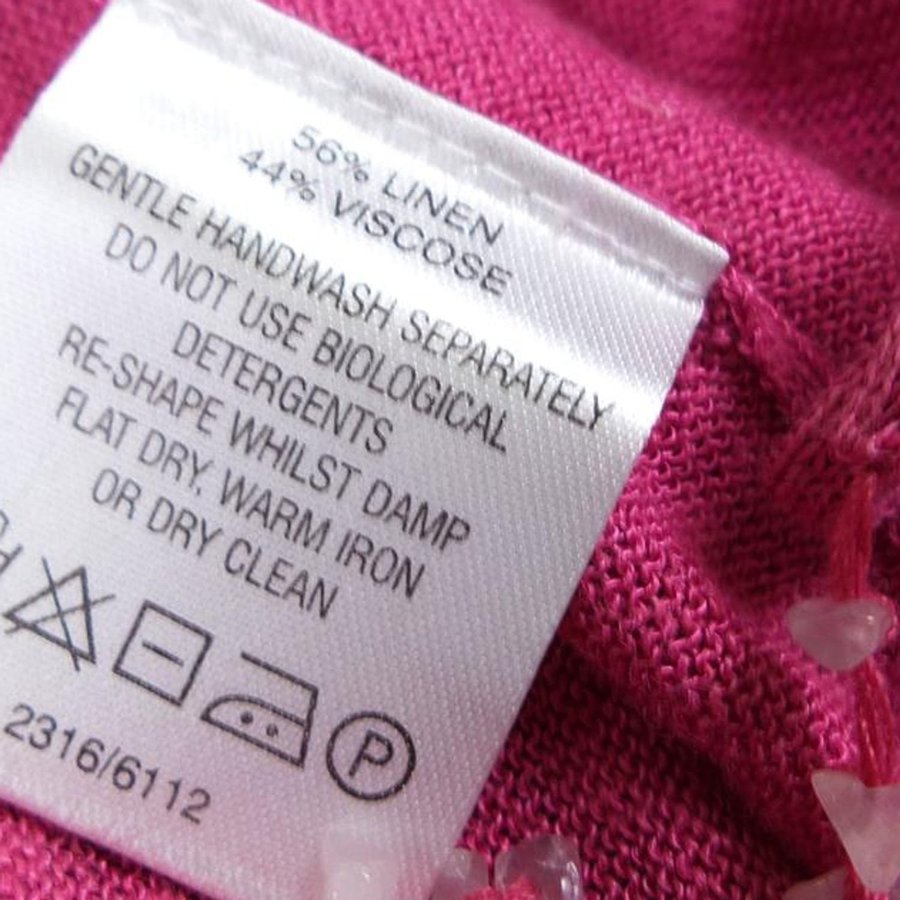 56% LINEN
44% VISCOSE
GENTLE HANDWASH SEPARATELY
DO NOT USE BIOLOGICAL
DETERGENTS
RE-SHAPE WHILST DAMP
FLAT DRY, WARM IRON
OR DRY CLEAN
P
2316/6112